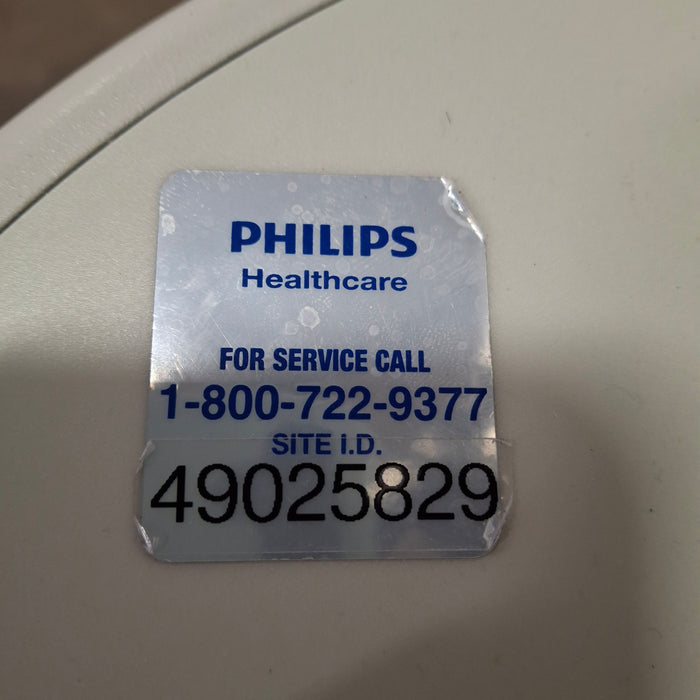 PHILIPS
Healthcare
FOR SERVICE CALL
1-800-722-9377
SITE I.D.
49025829